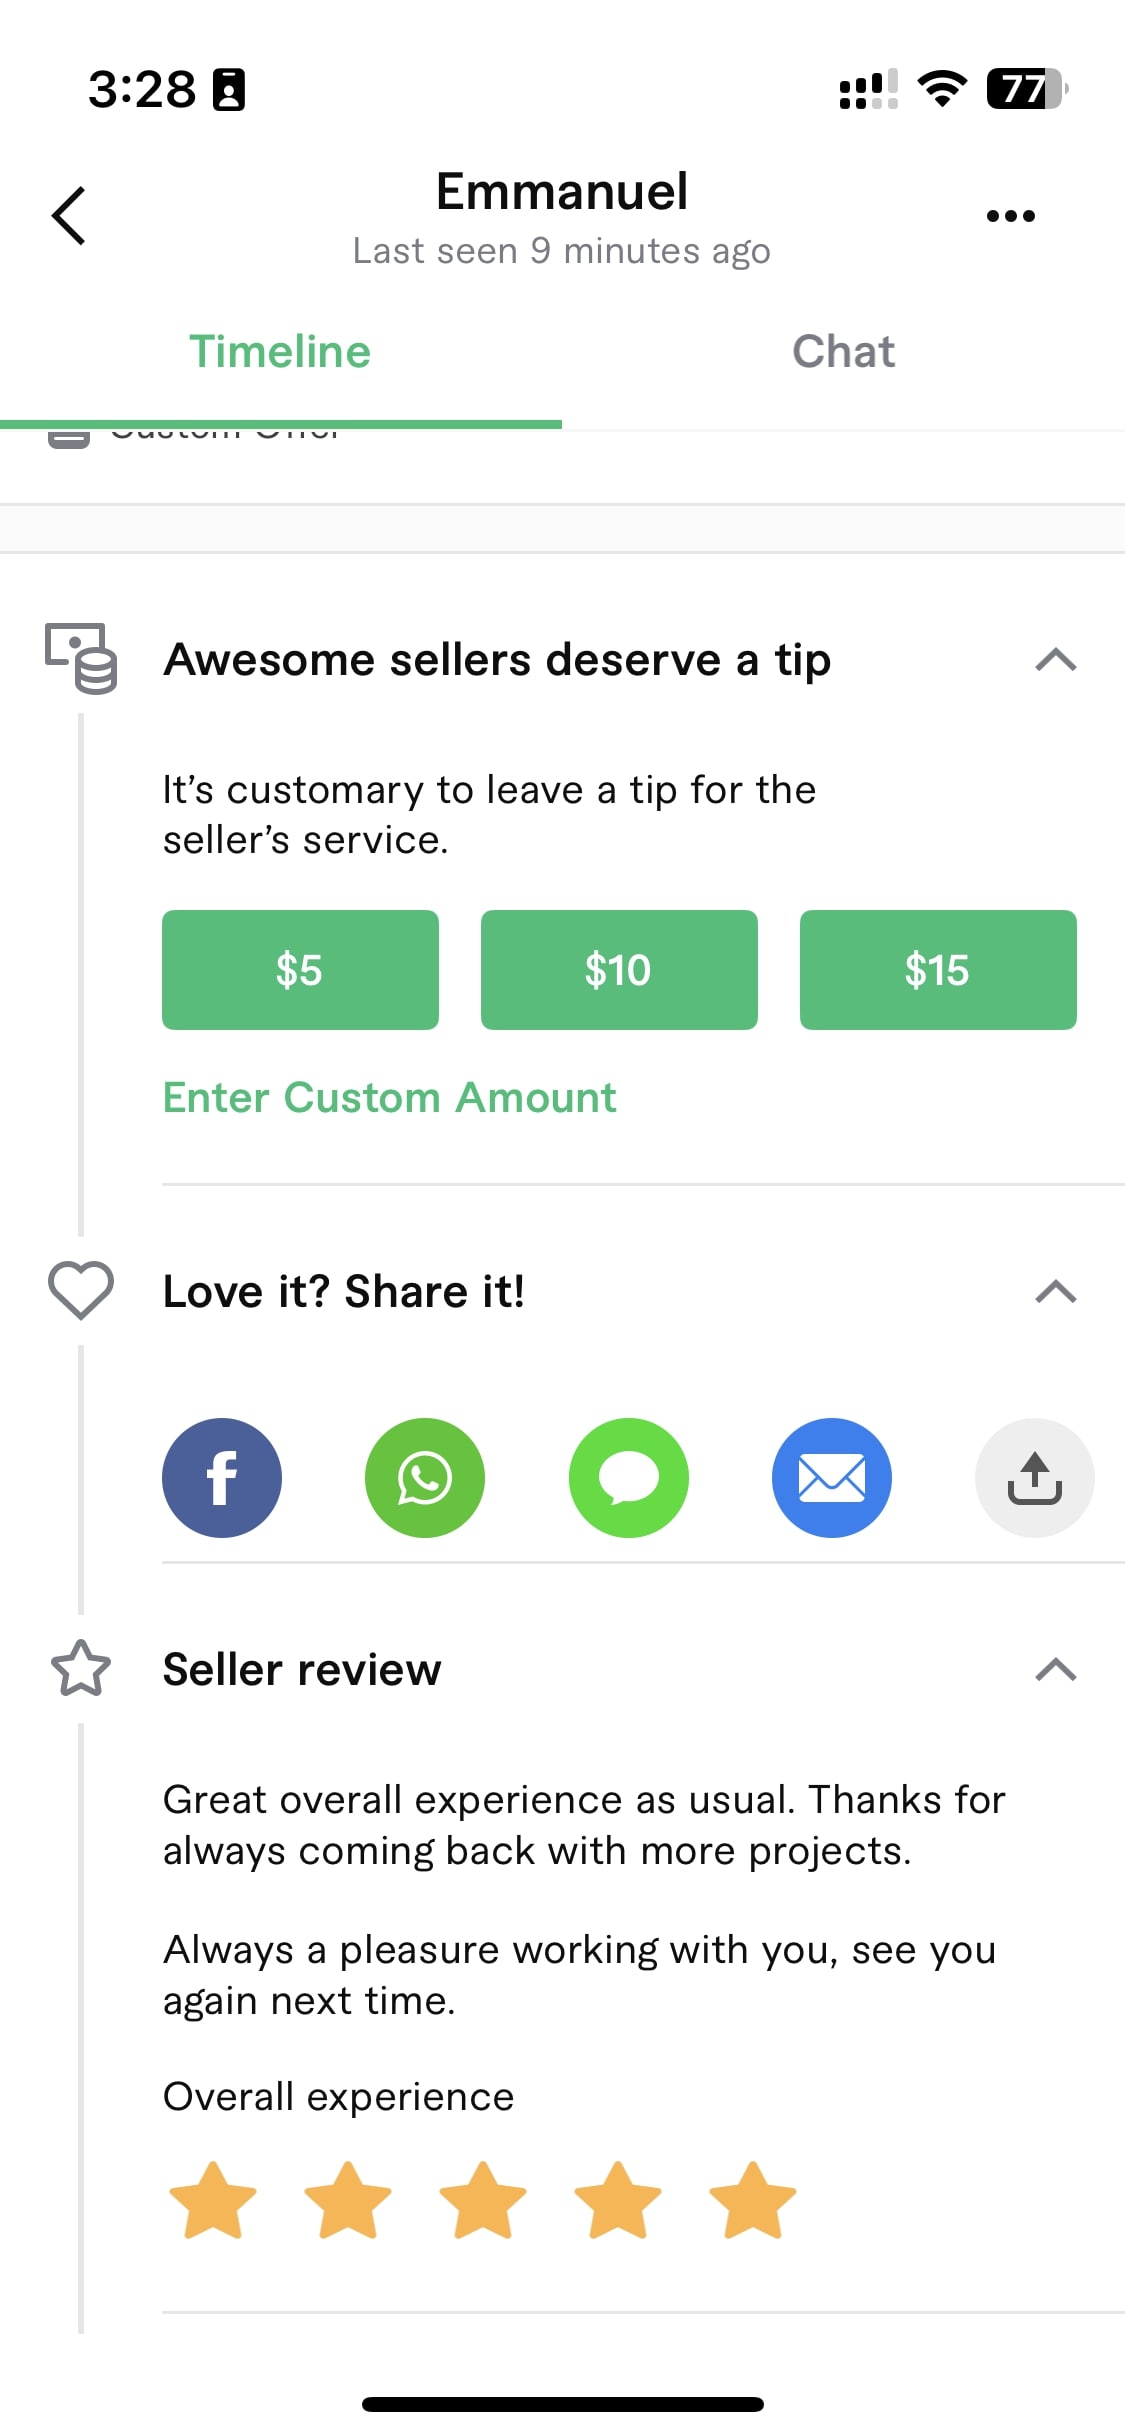 3:28
77
Emmanuel
Last seen 9 minutes ago
Timeline
Chat
Custom Offer
Awesome sellers deserve a tip
It’s customary to leave a tip for the
seller’s service.
$5
$10
$15
Enter Custom Amount
Love it? Share it!
f
Seller review
Great overall experience as usual. Thanks for
always coming back with more projects.
Always a pleasure working with you, see you
again next time.
Overall experience